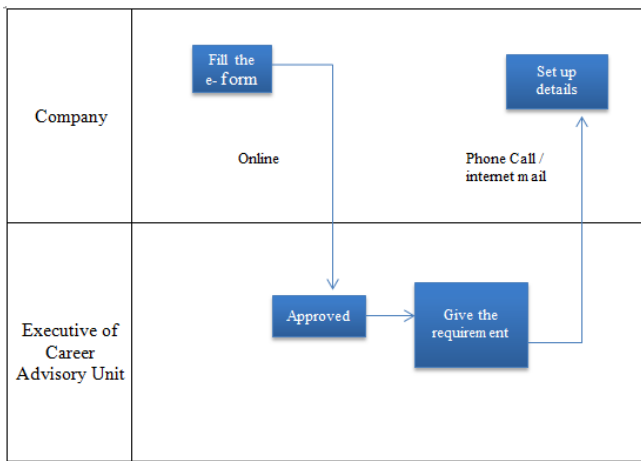 Company
Fill the
e- form
Set up
details
Online
Phone Call /
internet mail
Executive of
Career
Advisory Unit
Approved
Give the
requirement